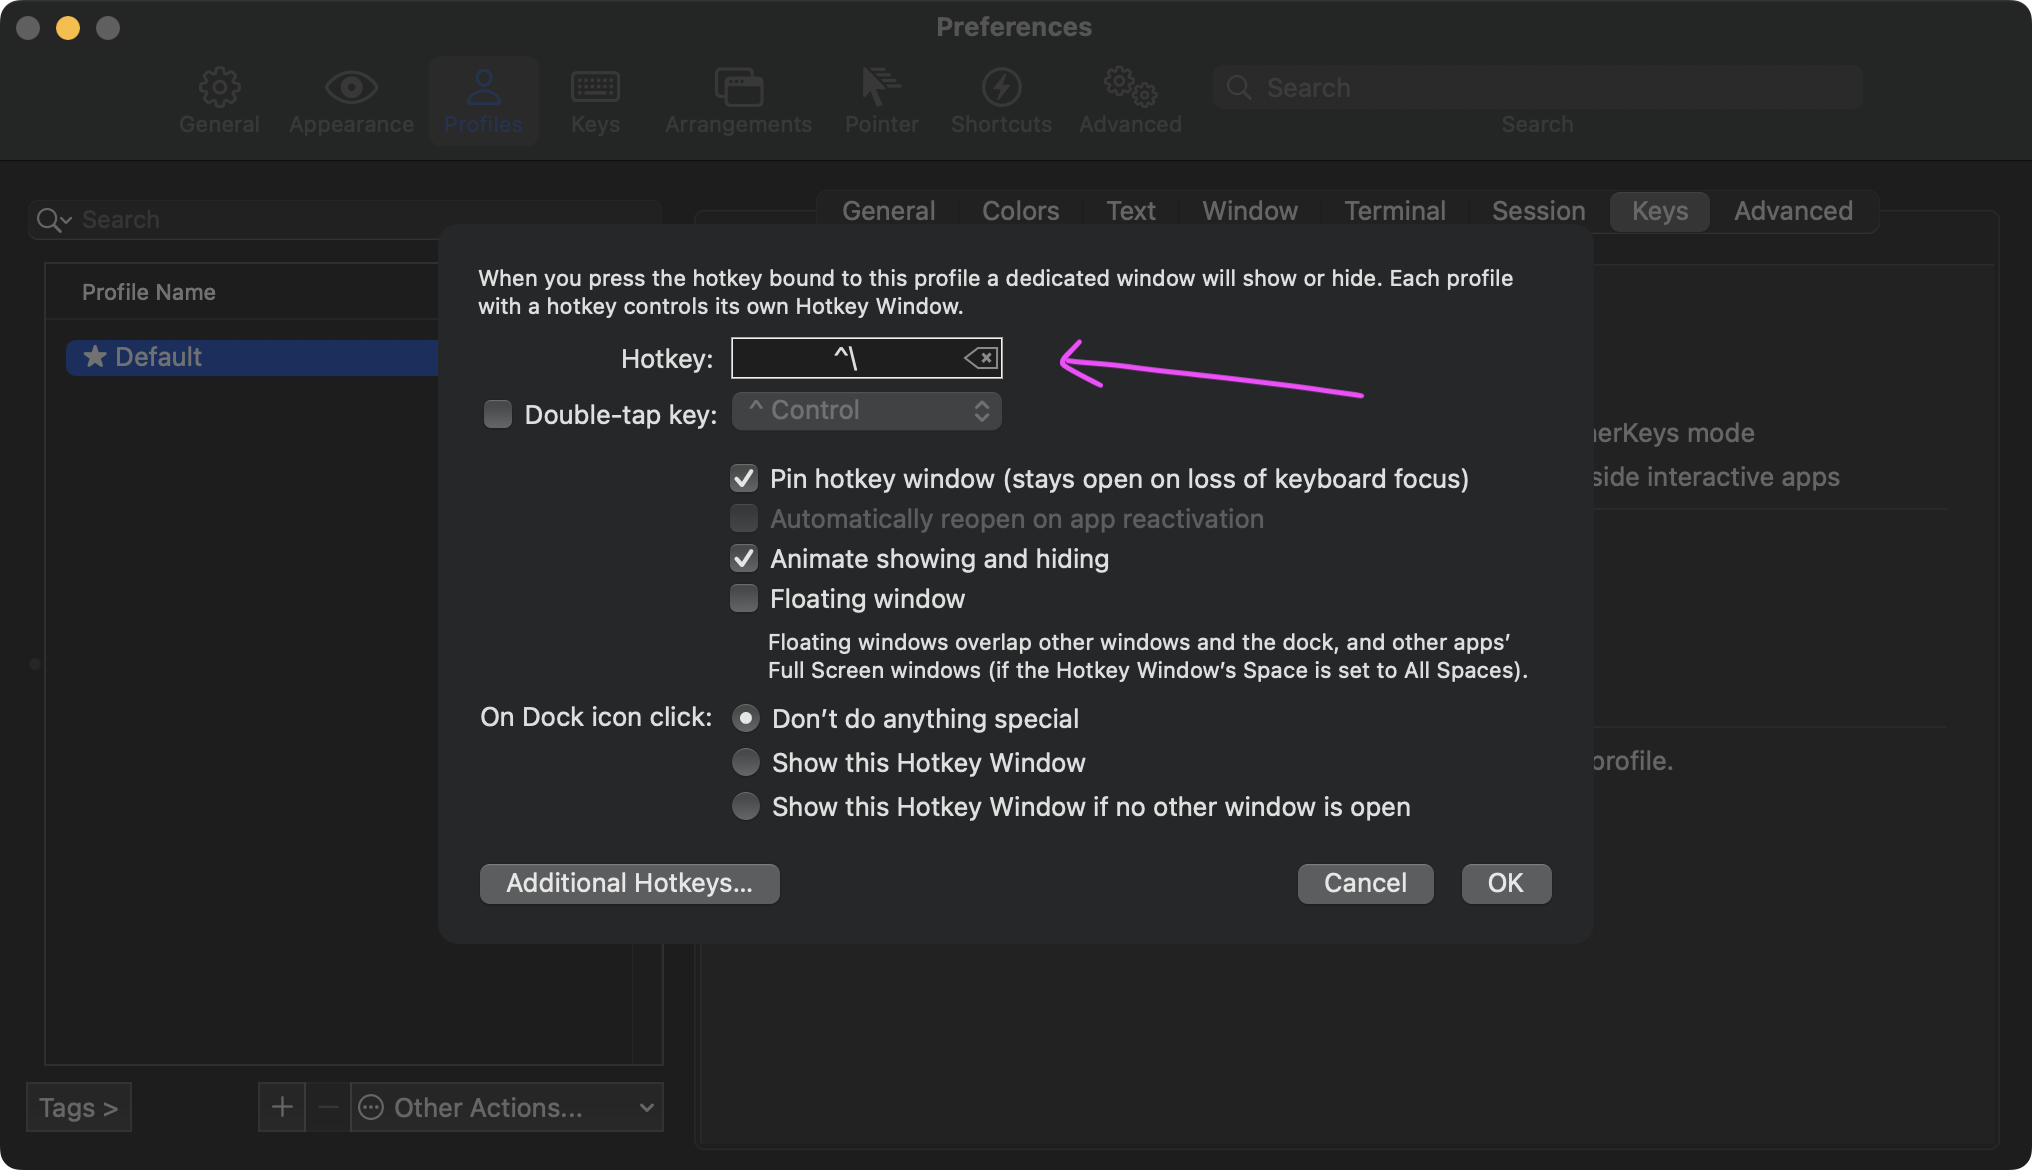 Preferences
General
Appearance
Profiles
Keys
Arrangements
Pointer
Shortcuts
Advanced
Search
Search
Search
General
Colors
Text
Window
Terminal
Session
Keys
Advanced
Profile Name
★ Default
When you press the hotkey bound to this profile a dedicated window will show or hide. Each profile
with a hotkey controls its own Hotkey Window.
Hotkey: ^\
Double-tap key: ^ Control
Pin hotkey window (stays open on loss of keyboard focus)
Automatically reopen on app reactivation
Animate showing and hiding
Floating window
Floating windows overlap other windows and the dock, and other apps’
Full Screen windows (if the Hotkey Window’s Space is set to All Spaces).
On Dock icon click: Don’t do anything special
Show this Hotkey Window
Show this Hotkey Window if no other window is open
Additional Hotkeys...
Cancel
OK
mode
interactive apps
profile.
Tags >
+
−
Other Actions...